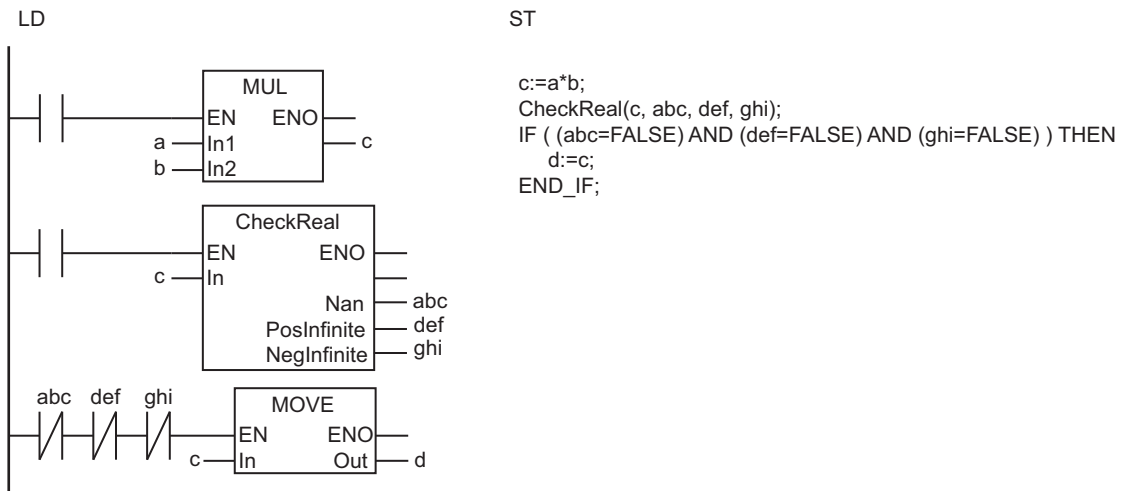 LD
MUL
EN ENO
a In1 c
b In2
CheckReal
EN ENO
c In
Nan abc
PosInfinite def
NegInfinite ghi
abc def ghi
MOVE
EN ENO
c In Out d
ST
c:=a*b;
CheckReal(c, abc, def, ghi);
IF ( (abc=FALSE) AND (def=FALSE) AND (ghi=FALSE) ) THEN
d:=c;
END_IF;